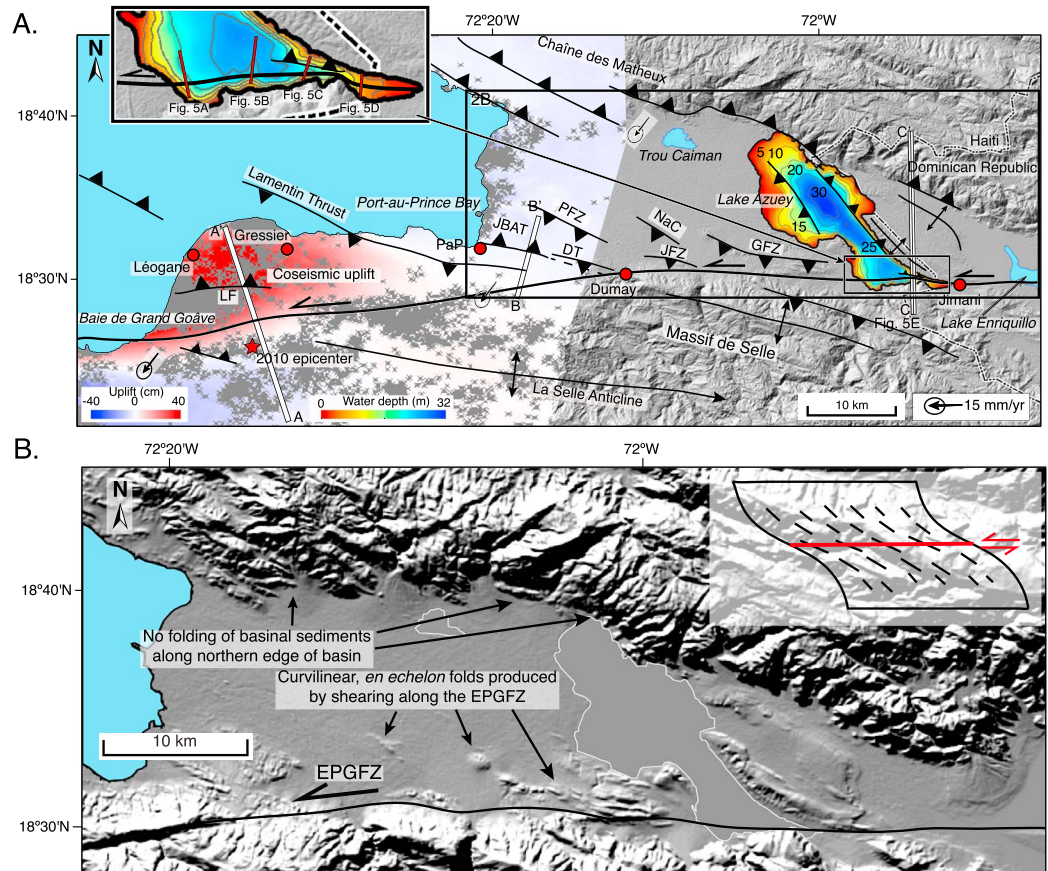 A.
72°20'W
72°W
18°40'N
18°30'N
N
Fig. 5A
Fig. 5B
Fig. 5C
Fig. 5D
2B
Chaîne des Matheux
Trou Caiman
5
10
20
30
15
25
Lake Azuey
C'
Haiti
Dominican Republic
Lamentin Thrust
Port-au-Prince Bay
B'
PFZ
JBAT
NaC
PaP
DT
JFZ
GFZ
A'
Gressier
Léogane
Coseismic uplift
LF
B
Dumay
Jimani
C
Fig. 5E
Lake Enriquillo
Baie de Grand Goâve
2010 epicenter
Massif de Selle
La Selle Anticline
A
Uplift (cm)
-40
40
Water depth (m)
0
32
10 km
15 mm/yr
B.
72°20'W
72°W
18°40'N
18°30'N
N
No folding of basinal sediments
along northern edge of basin
Curvilinear, en echelon folds produced
by shearing along the EPGFZ
10 km
EPGFZ